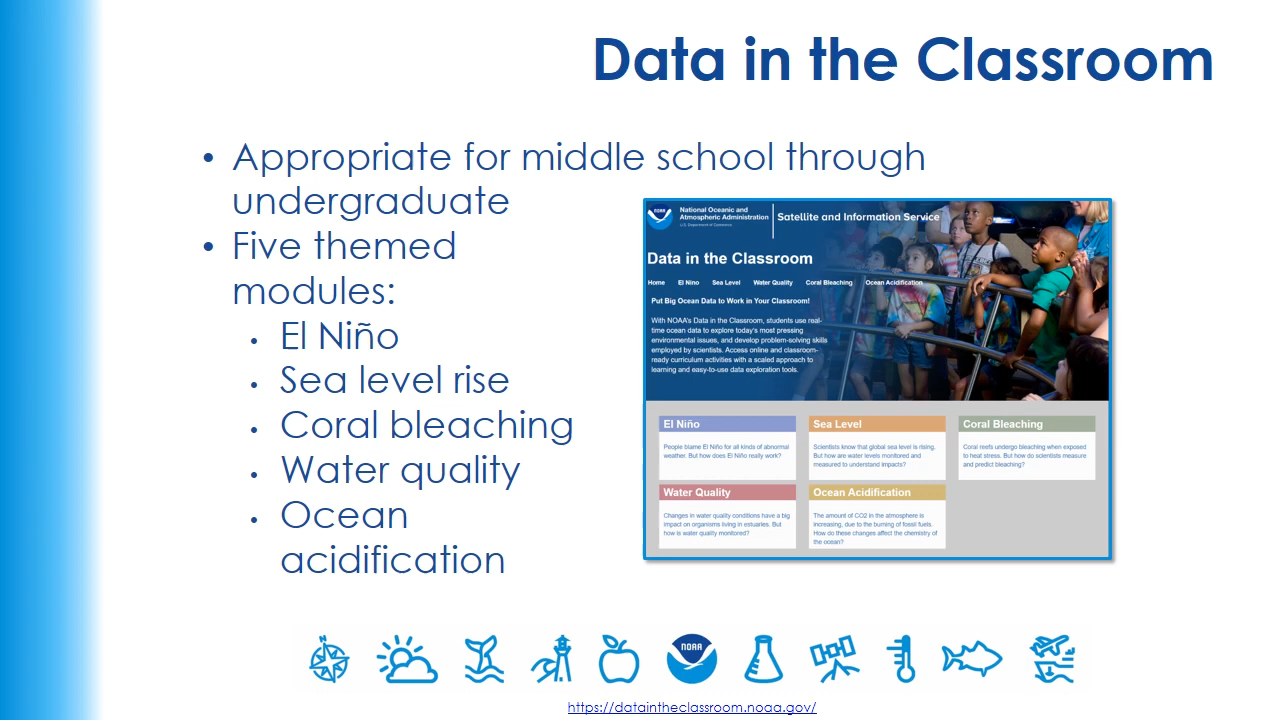 Data in the Classroom
• Appropriate for middle school through
undergraduate
• Five themed
modules:
• El Niño
• Sea level rise
• Coral bleaching
• Water quality
• Ocean
acidification
NOAA
National Oceanic and
Atmospheric Administration
U.S. Department of Commerce
Satellite and Information Service
Data in the Classroom
Home El Nino Sea Level Water Quality Coral Bleaching Ocean Acidification
Put Big Ocean Data to Work in Your Classroom!
With NOAA's Data in the Classroom, students use real-
time ocean data to explore today's most pressing
environmental issues, and develop problem-solving skills
employed by scientists. Access online and classroom-
ready curriculum activities with a scaled approach to
learning and easy-to-use data exploration tools.
El Niño
People blame El Niño for all kinds of abnormal
weather. But how does El Niño really work?
Sea Level
Scientists know that global sea level is rising.
But how are water levels monitored and
measured to understand impacts?
Coral Bleaching
Coral reefs undergo bleaching when exposed
to heat stress. But how do scientists measure
and predict bleaching?
Water Quality
Changes in water quality conditions have a big
impact on organisms living in estuaries. But
how is water quality monitored?
Ocean Acidification
The amount of CO2 in the atmosphere is
increasing, due to the burning of fossil fuels.
How do these changes affect the chemistry of
the ocean?
N
NOAA
https://dataintheclassroom.noaa.gov/